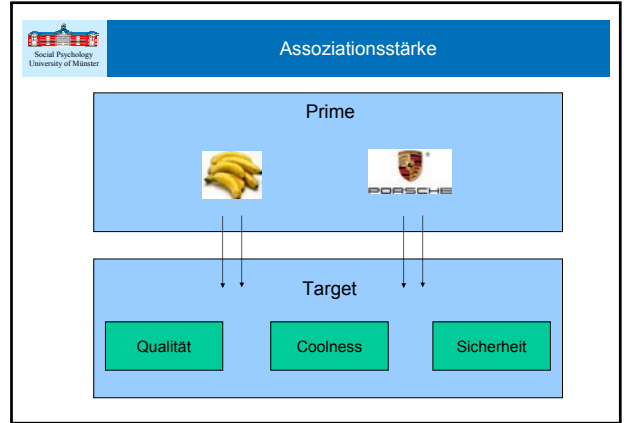 Social Psychology
University of Münster
Assoziationsstärke
Prime
PORSCHE
Target
Qualität
Coolness
Sicherheit